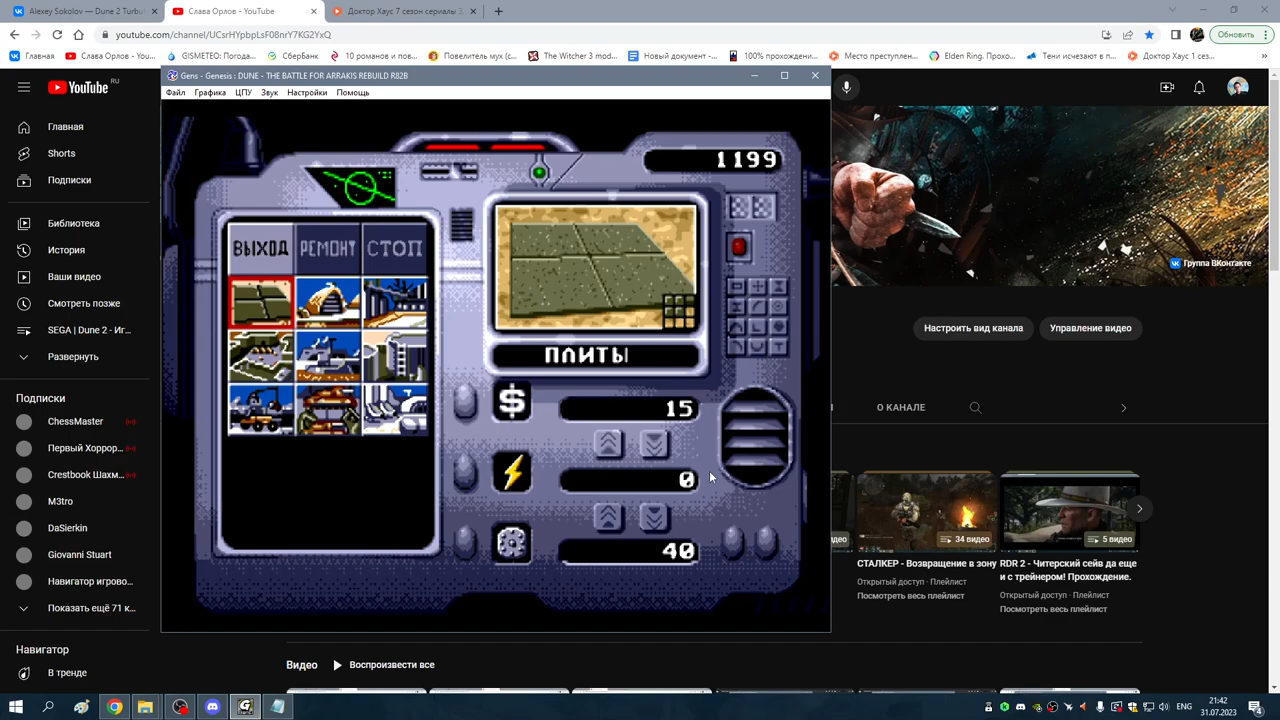 Alexey Sokolov — Dune 2 Turbu
Слава Орлов - YouTube
Доктор Хаус 7 сезон сериалы 3
youtube.com/channel/UCsrHYpbpLsF08nrY7KG2YxQ
Обновить
Главная
Слава Орлов - You...
GISMETEO: Погода...
СберБанк
10 романов и пов...
Повелитель мух (с...
The Witcher 3 mod...
Новый документ -...
100% прохождени...
Место преступлен...
Elden Ring. Прохо...
Тени исчезают в п...
Доктор Хаус 1 сез...
Gens - Genesis : DUNE - THE BATTLE FOR ARRAKIS REBUILD R82B
Файл Графика ЦПУ Звук Настройки Помощь
YouTube
RU
Главная
Shorts
Подписки
Библиотека
История
Ваши видео
Смотреть позже
SEGA | Dune 2 - Иг...
Развернуть
Подписки
ChessMaster
Первый Хоррор...
Crestbook Шахм...
M3tro
DaSierkin
Giovanni Stuart
Навигатор игрово...
Показать ещё 71 к...
Навигатор
В тренде
1199
ВЫХОД
РЕМОНТ
СТОП
ПЛИТЫ
$
15
0
40
Группа ВКонтакте
Настроить вид канала
Управление видео
О КАНАЛЕ
идео
34 видео
5 видео
СТАЛКЕР - Возвращение в зону
Открытый доступ · Плейлист
Посмотреть весь плейлист
RDR 2 - Читерский сейв да еще
и с трейнером! Прохождение.
Открытый доступ · Плейлист
Посмотреть весь плейлист
Видео
Воспроизвести все
ENG
21:42
31.07.2023